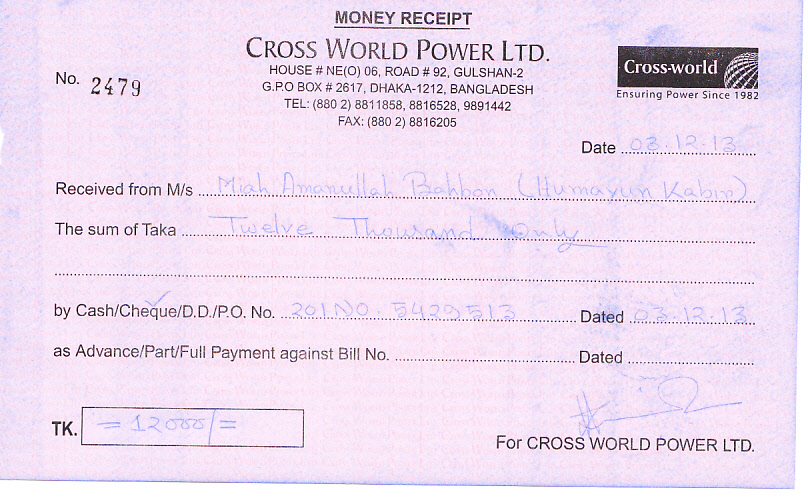 MONEY RECEIPT
CROSS WORLD POWER LTD.
HOUSE # NE(O) 06, ROAD # 92, GULSHAN-2
G.P.O BOX # 2617, DHAKA-1212, BANGLADESH
TEL: (880 2) 8811858, 8816528, 9891442
FAX: (880 2) 8816205
Cross-world
Ensuring Power Since 1982
No. 2479
Date 03.12.13
Received from M/s Miah Amanullah Bahbon (Humayun Kabir)
The sum of Taka Twelve Thousand Only
by Cash/Cheque/D.D./P.O. No. 201 NO. 5429513 Dated 03.12.13
as Advance/Part/Full Payment against Bill No. Dated
TK. = 12000/=
For CROSS WORLD POWER LTD.